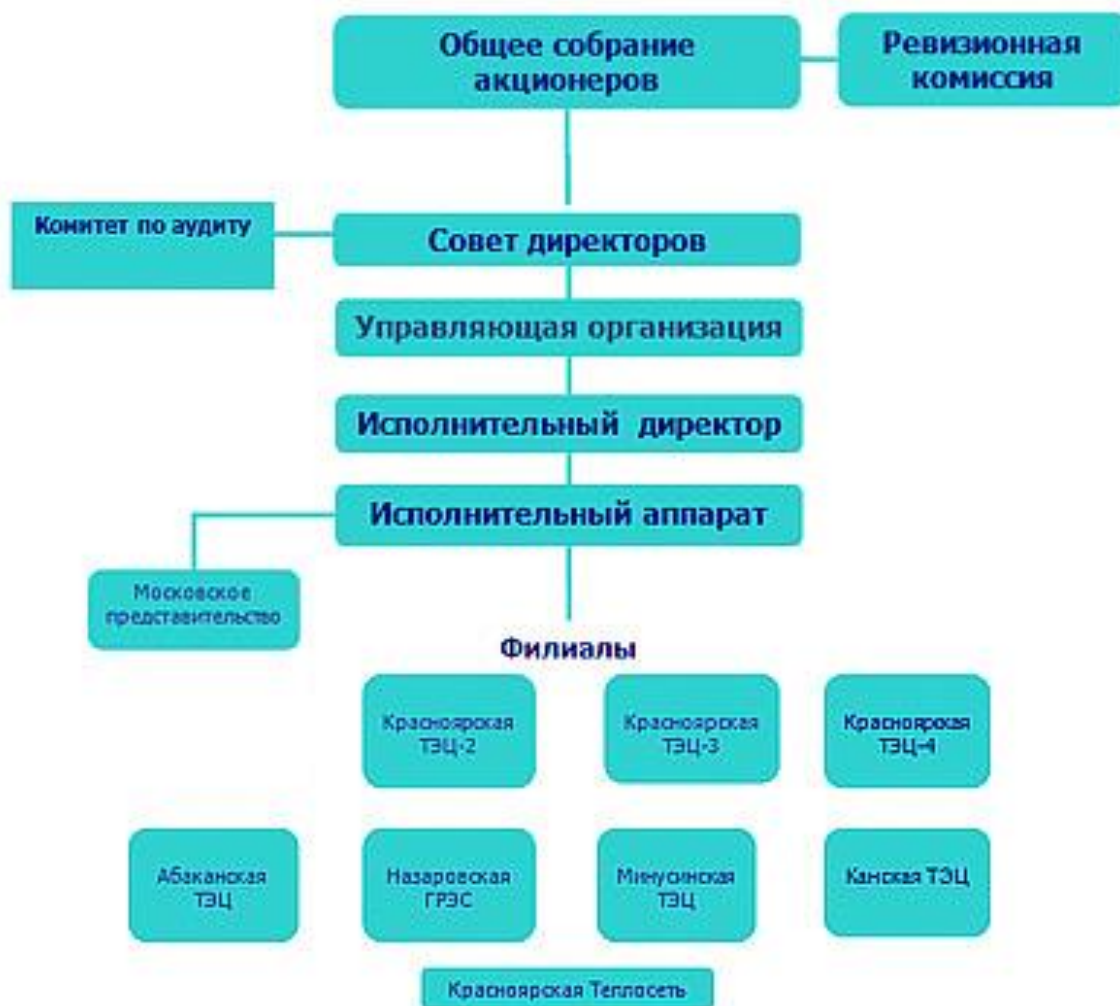 Общее собрание
акционеров
Ревизионная
комиссия
Комитет по аудиту
Совет директоров
Управляющая организация
Исполнительный директор
Исполнительный аппарат
Московское
представительство
Филиалы
Красноярская
ТЭЦ-2
Красноярская
ТЭЦ-3
Красноярская
ТЭЦ-4
Абаканская
ТЭЦ
Назаровская
ГРЭС
Минусинская
ТЭЦ
Канская ТЭЦ
Красноярская Теплосеть